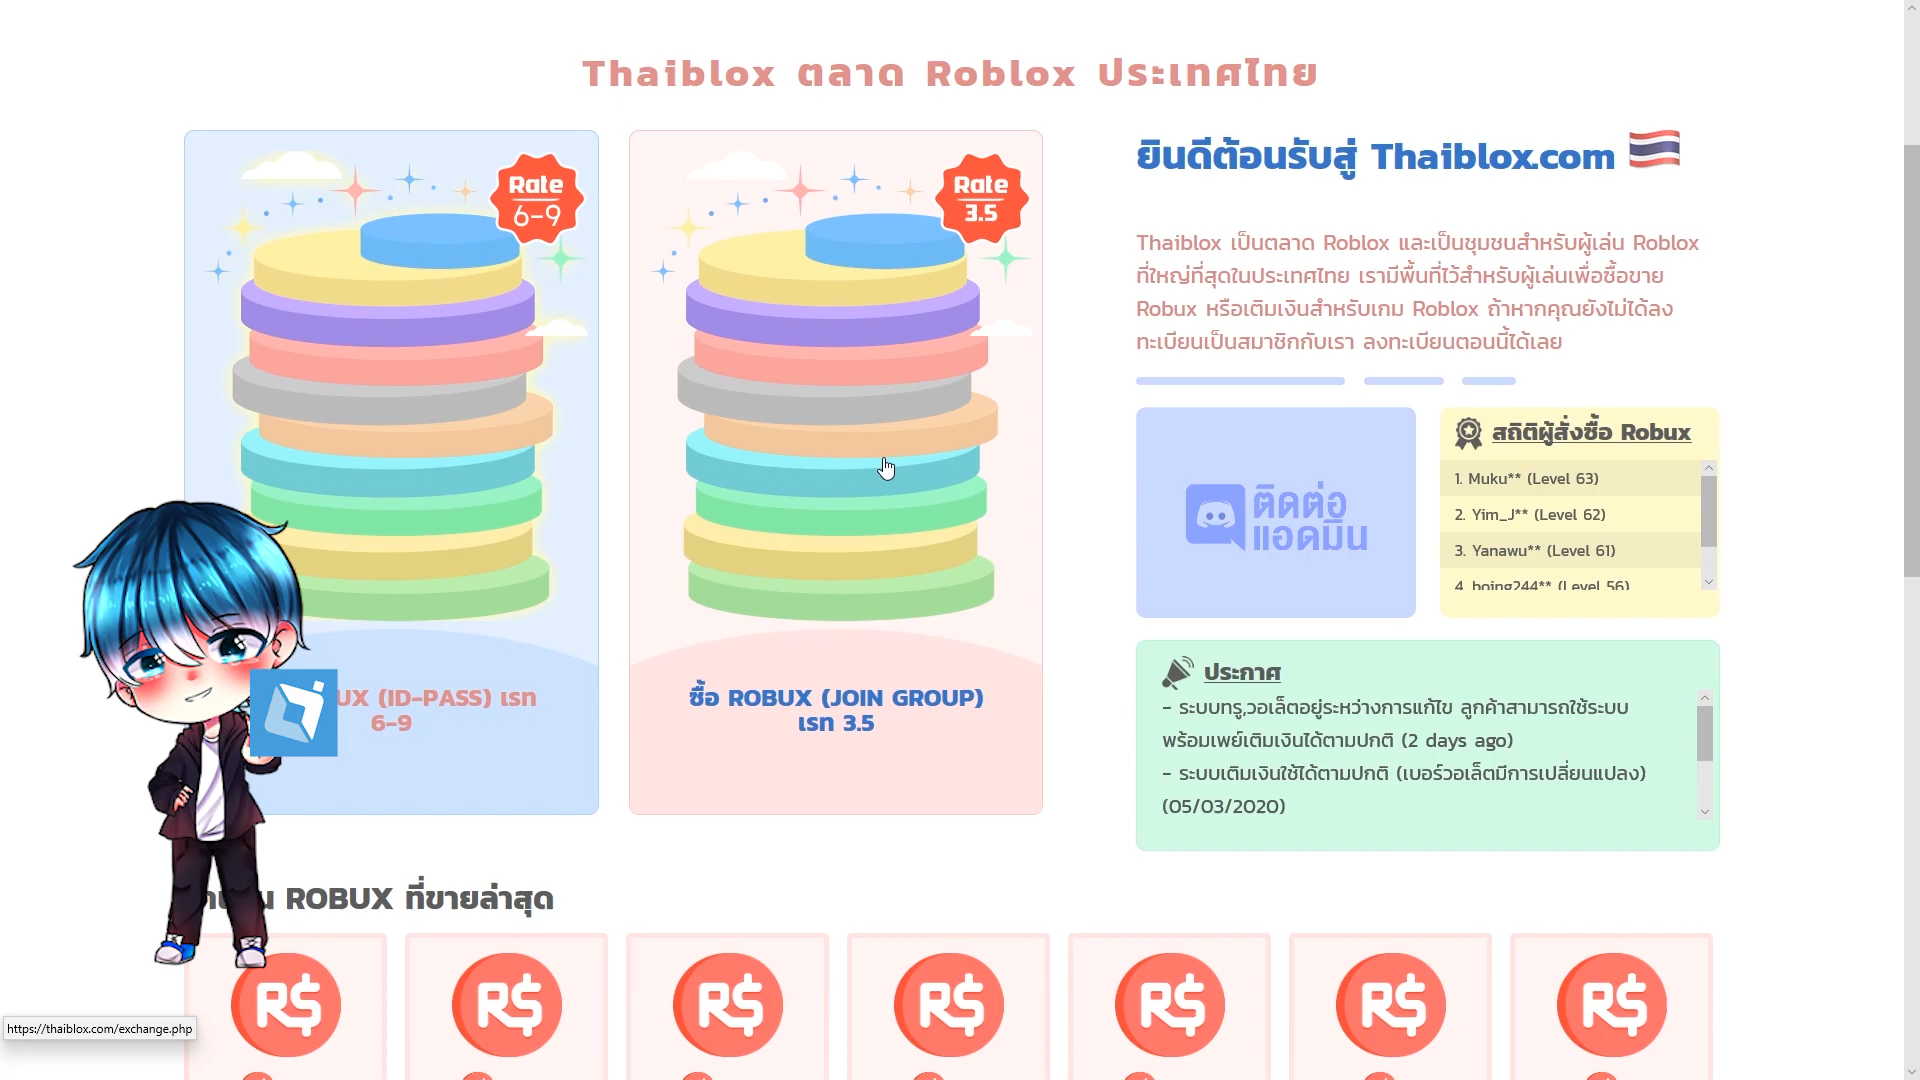 Thaiblox ตลาด Roblox ประเทศไทย
Rate
6-9
UX (ID-PASS) เรท
6-9
Rate
3.5
ซื้อ ROBUX (JOIN GROUP)
เรท 3.5
ยินดีต้อนรับสู่ Thaiblox.com
Thaiblox เป็นตลาด Roblox และเป็นชุมชนสำหรับผู้เล่น Roblox
ที่ใหญ่ที่สุดในประเทศไทย เรามีพื้นที่ไว้สำหรับผู้เล่นเพื่อซื้อขาย
Robux หรือเติมเงินสำหรับเกม Roblox ถ้าหากคุณยังไม่ได้ลง
ทะเบียนเป็นสมาชิกกับเรา ลงทะเบียนตอนนี้ได้เลย
ติดต่อ
แอดมิน
สถิติผู้สั่งซื้อ Robux
1. Muku** (Level 63)
2. Yim_J** (Level 62)
3. Yanawu** (Level 61)
4. boing244** (Level 56)
ประกาศ
- ระบบทรู,วอเล็ตอยู่ระหว่างการแก้ไข ลูกค้าสามารถใช้ระบบ
พร้อมเพย์เติมเงินได้ตามปกติ (2 days ago)
- ระบบเติมเงินใช้ได้ตามปกติ (เบอร์วอเล็ตมีการเปลี่ยนแปลง)
(05/03/2020)
ROBUX ที่ขายล่าสุด
R$ R$ R$ R$ R$ R$ R$
https://thaiblox.com/exchange.php